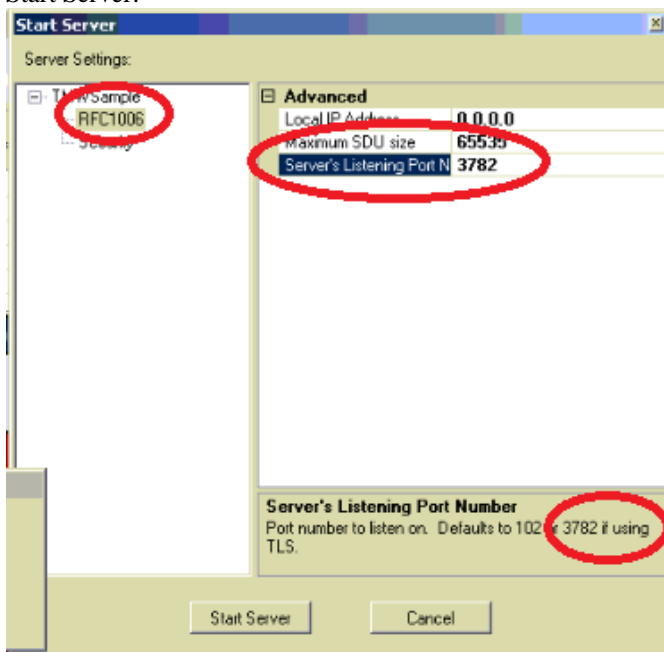 Start Server
Server Settings:
TMWSample
RFC1006
Security
Advanced
Local IP Address 0.0.0.0
Maximum SDU size 65535
Server's Listening Port N 3782
Server's Listening Port Number
Port number to listen on. Defaults to 102 or 3782 if using
TLS.
Start Server
Cancel